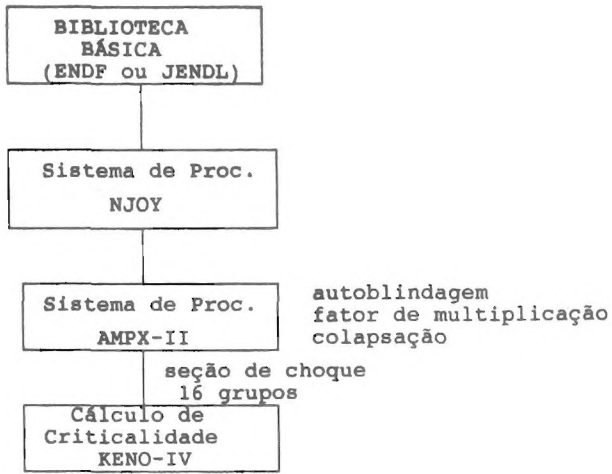 BIBLIOTECA
BÁSICA
(ENDF ou JENDL)
Sistema de Proc.
NJOY
Sistema de Proc.
AMPX-II
autoblindagem
fator de multiplicação
colapsação
seção de choque
16 grupos
Cálculo de
Criticalidade
KENO-IV